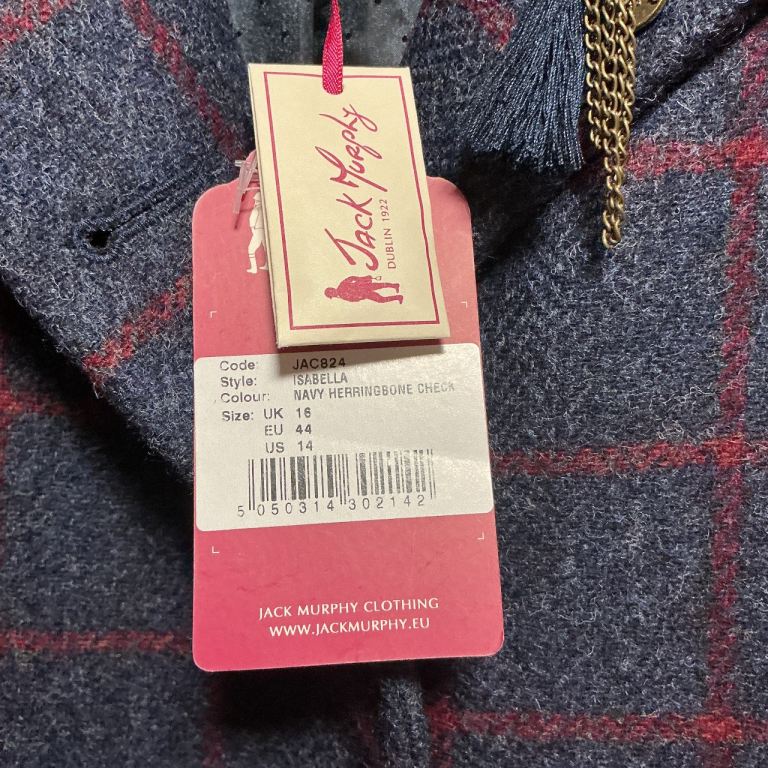 Jack Murphy
DUBLIN 1922
Code: JAC824
Style: ISABELLA
Colour: NAVY HERRINGBONE CHECK
Size: UK 16
EU 44
US 14
5 050314 302142
JACK MURPHY CLOTHING
WWW.JACKMURPHY.EU